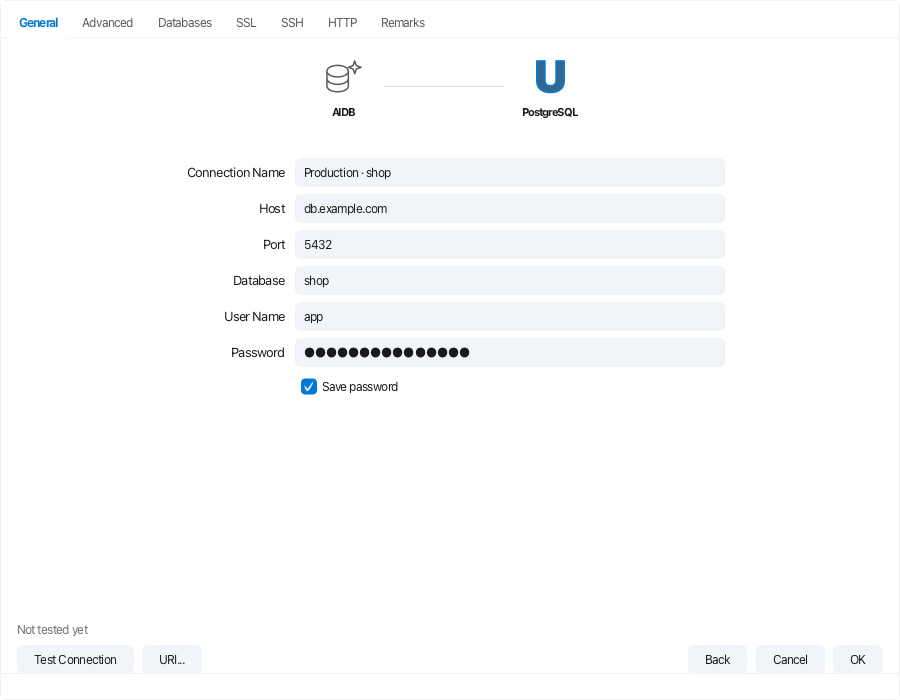 General Advanced Databases SSL SSH HTTP Remarks
AIDB PostgreSQL
Connection Name Production · shop
Host db.example.com
Port 5432
Database shop
User Name app
Password ●●●●●●●●●●●●●●●
Save password
Not tested yet
Test Connection URI... Back Cancel OK